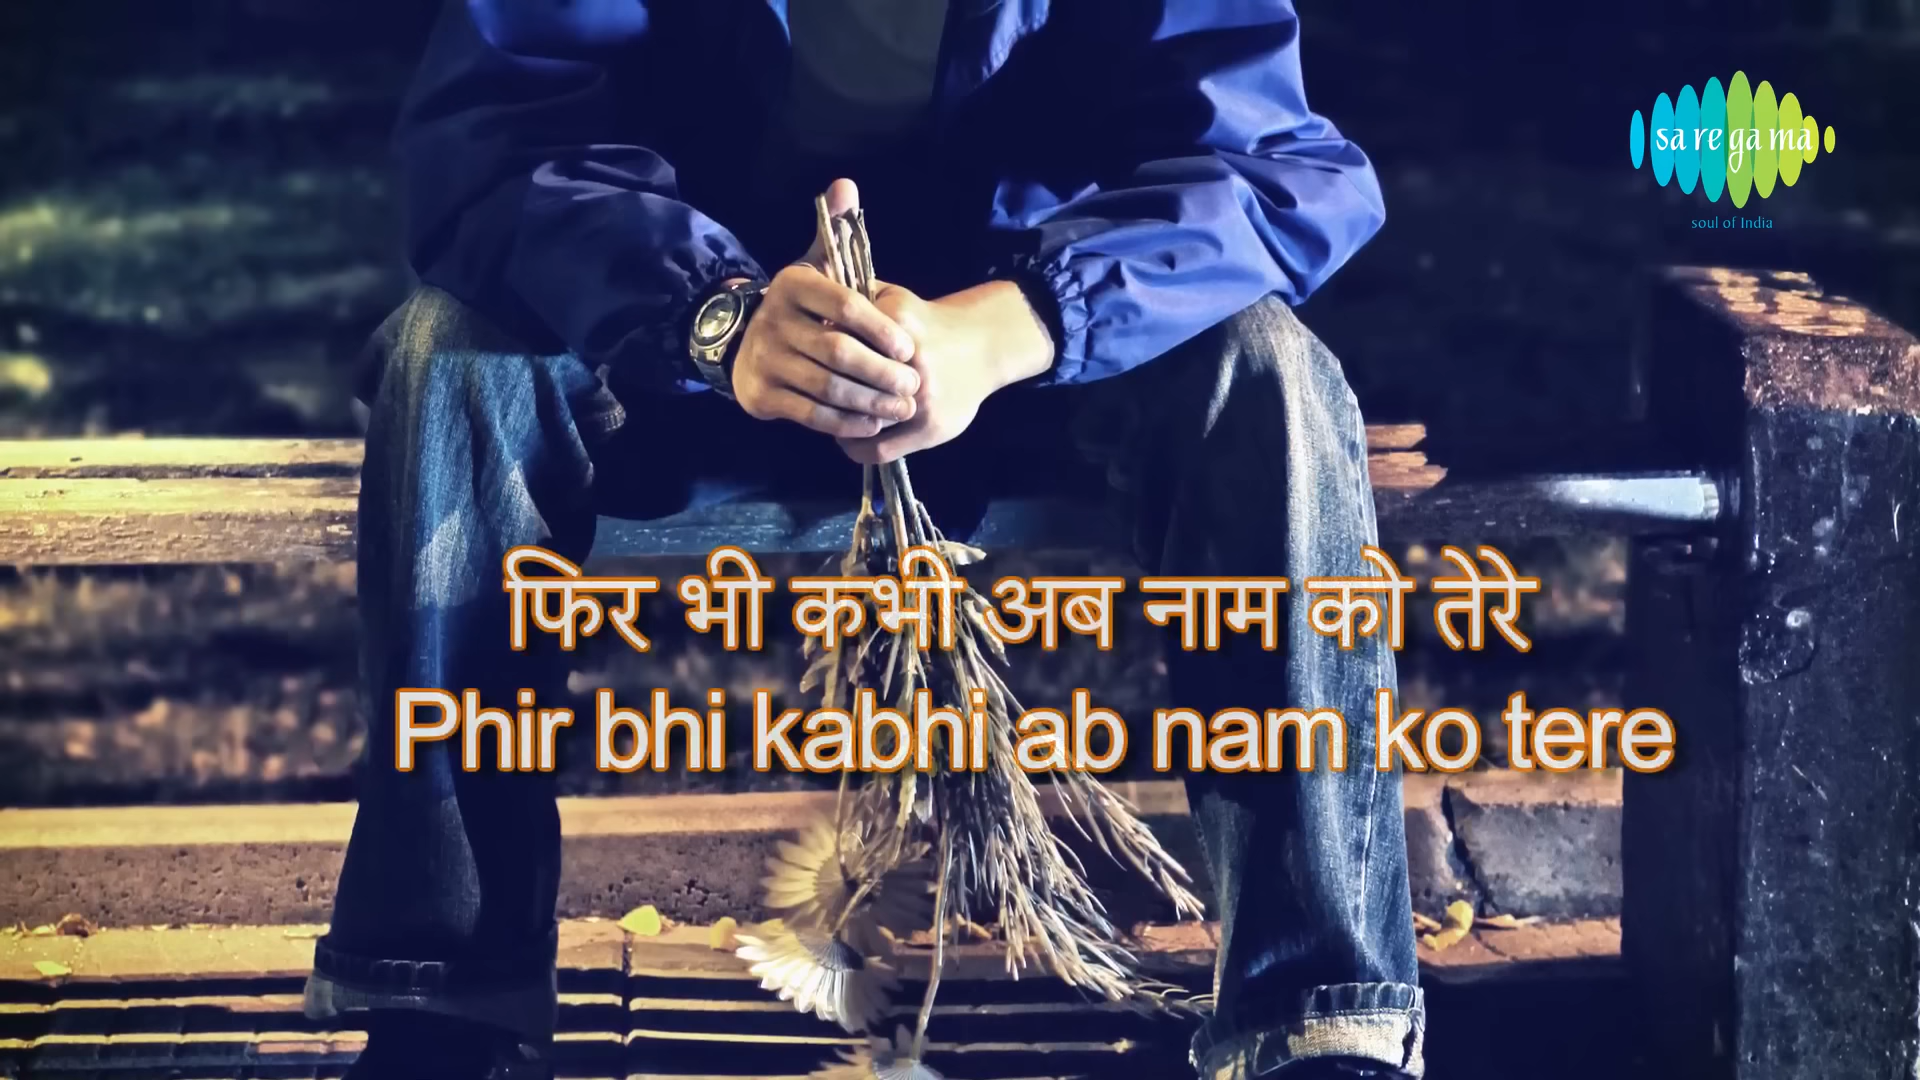 sa re ga ma
soul of India
फिर भी कभी अब नाम को तेरे
Phir bhi kabhi ab nam ko tere